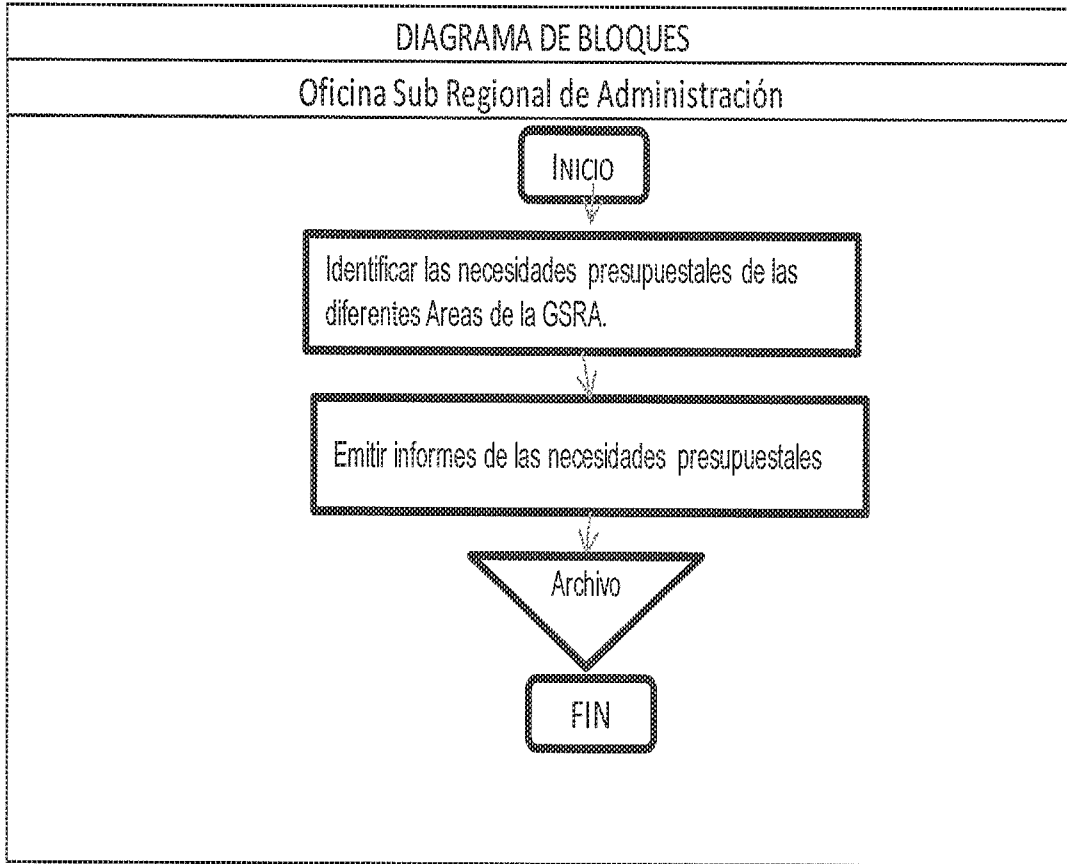 DIAGRAMA DE BLOQUES
Oficina Sub Regional de Administración
INICIO
Identificar las necesidades presupuestales de las
diferentes Areas de la GSRA.
Emitir informes de las necesidades presupuestales
Archivo
FIN